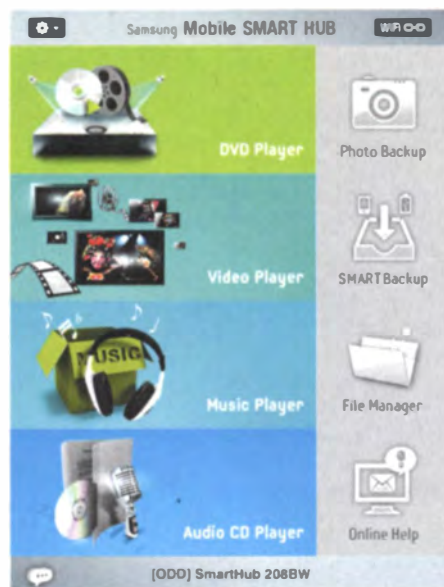 Samsung Mobile SMART HUB
WiFi
DVD Player
Photo Backup
Video Player
SMART Backup
MUSIC
Music Player
File Manager
Audio CD Player
Online Help
[ODD] SmartHub 208BW